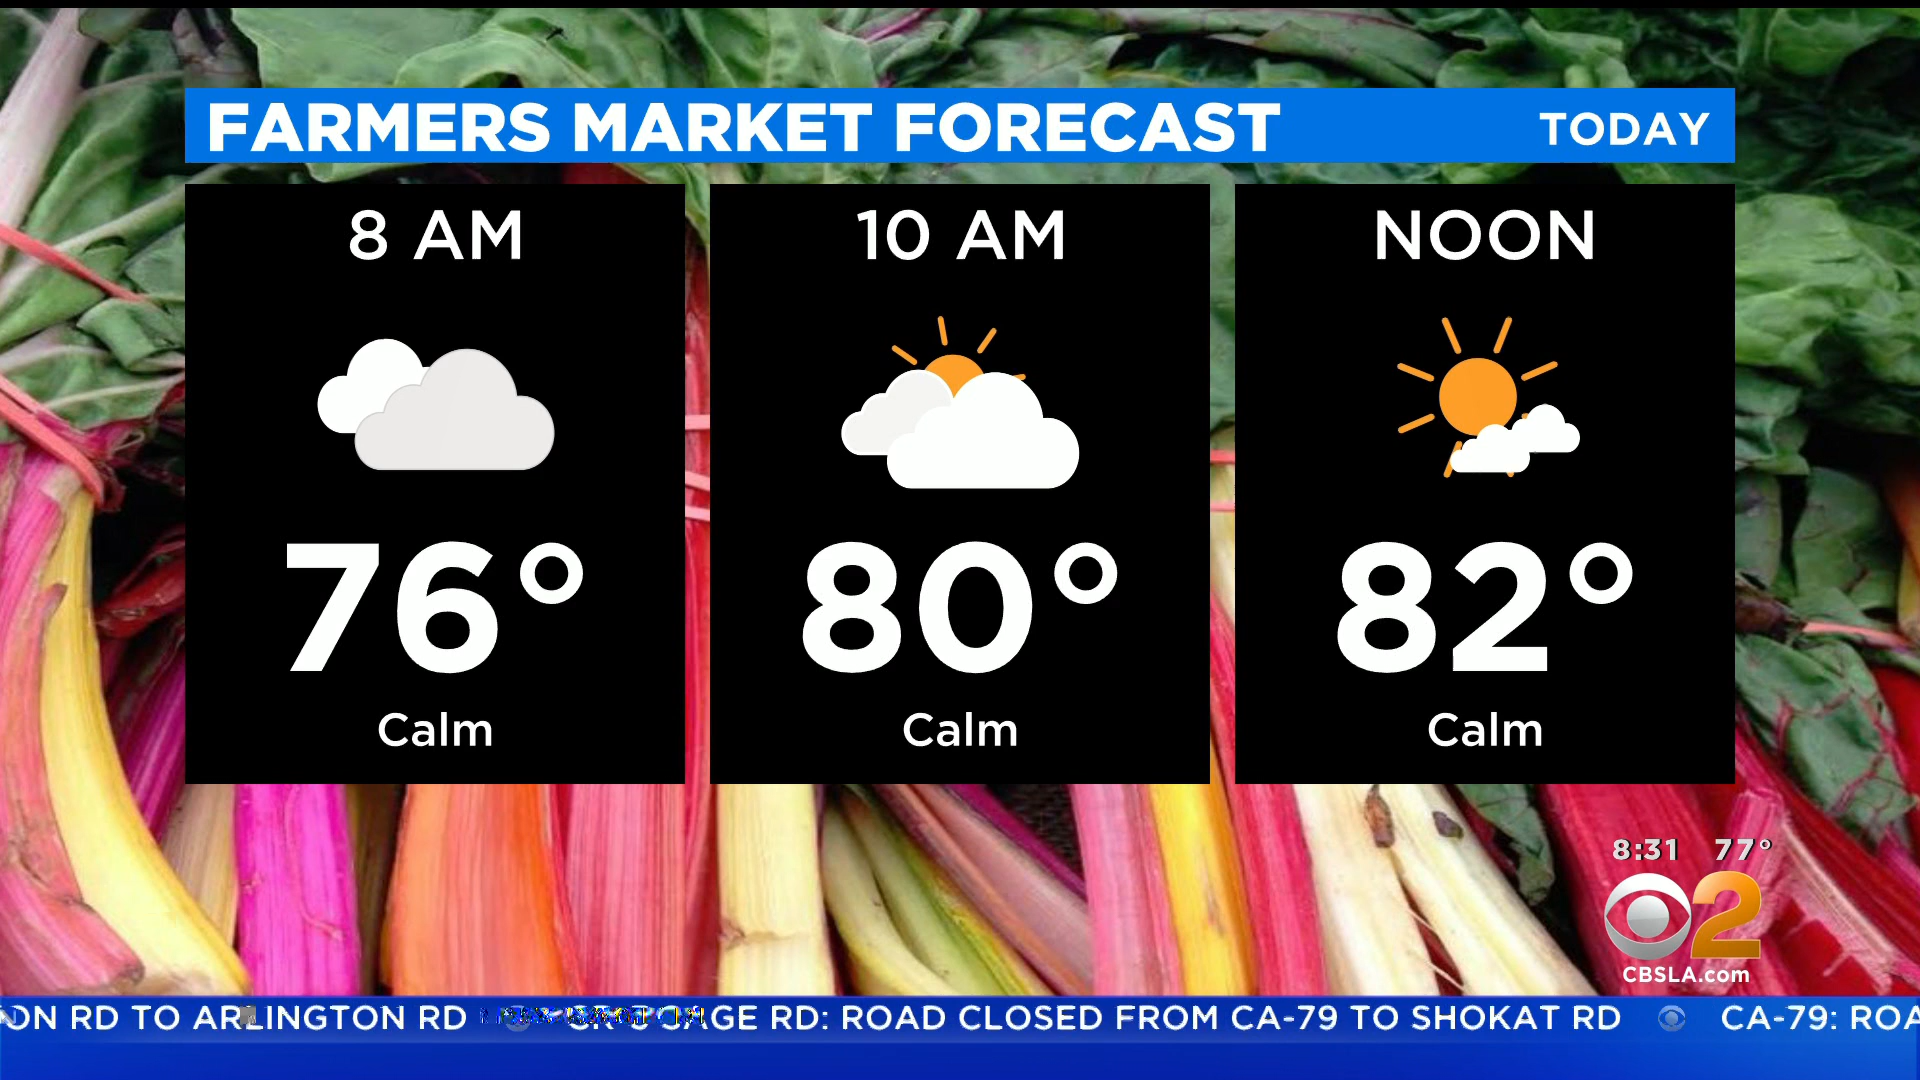 FARMERS MARKET FORECAST TODAY
8 AM
76°
Calm
10 AM
80°
Calm
NOON
82°
Calm
8:31 77°
2
CBSLA.com
ON RD TO ARLINGTON RD RD: ROAD CLOSED FROM CA-79 TO SHOKAT RD CA-79: ROA